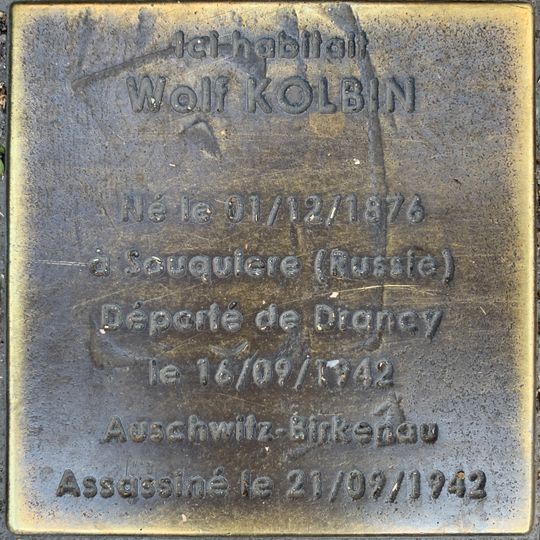 Ici habitait
Wolf KOLBIN
Né le 01/12/1876
à Souquiere (Russie)
Déporté de Drancy
le 16/09/1942
Auschwitz-Birkenau
Assassiné le 21/09/1942